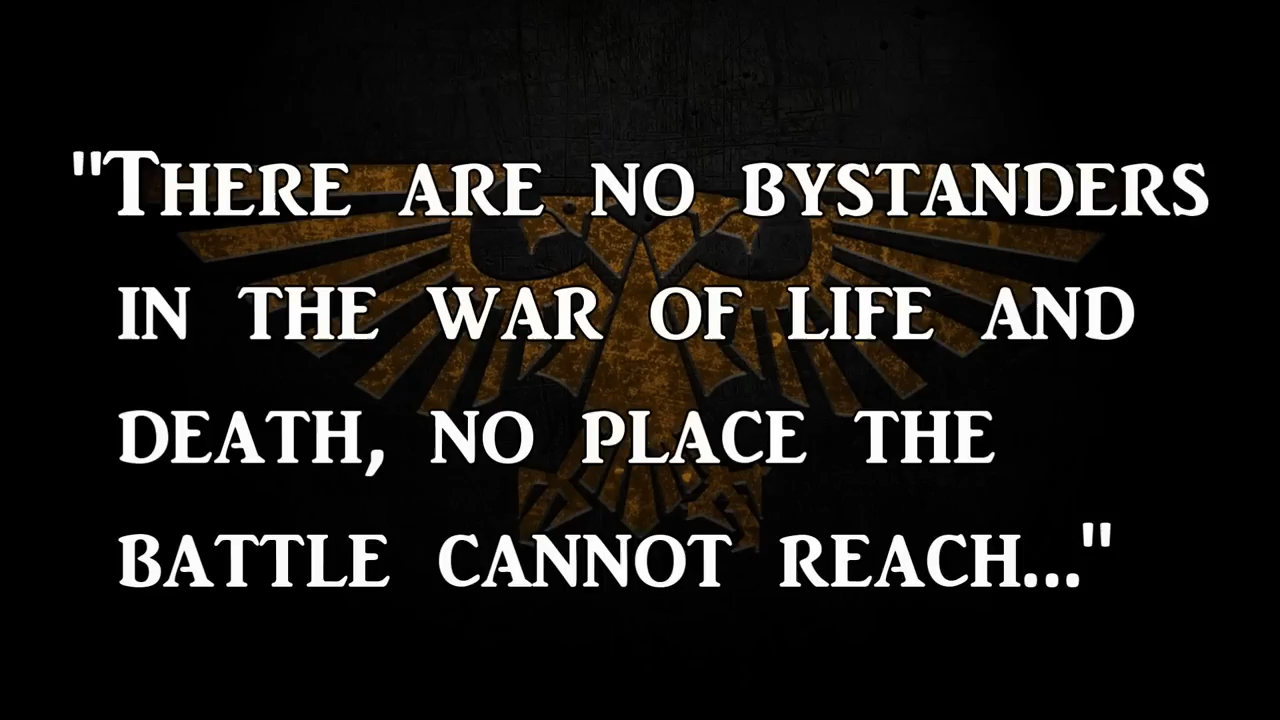 "There are no bystanders
in the war of life and
death, no place the
battle cannot reach..."